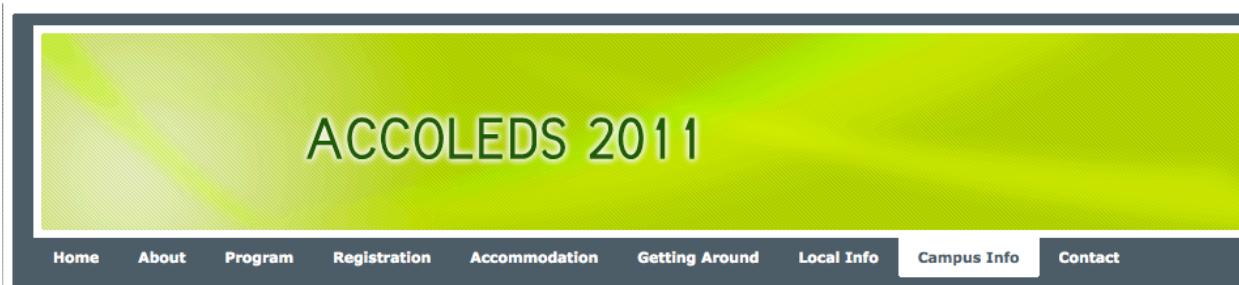 ACCOLEDS 2011
Home About Program Registration Accommodation Getting Around Local Info Campus Info Contact